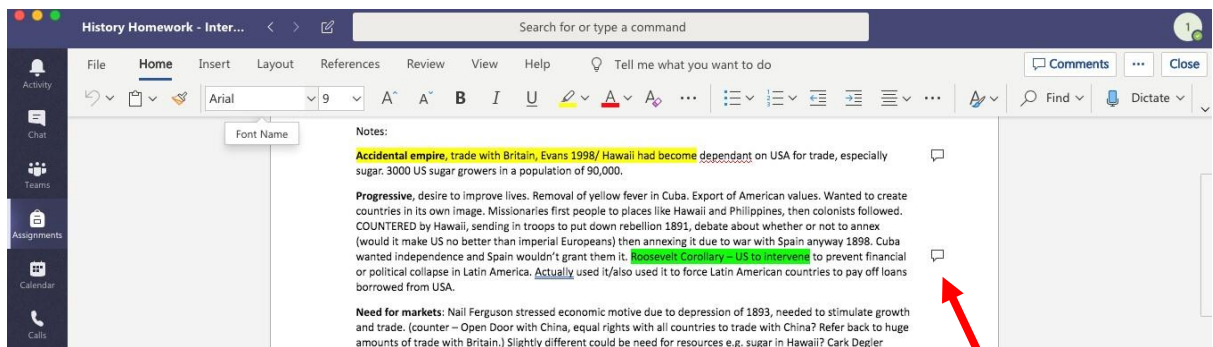 History Homework - Inter... < > Search for or type a command 1
File Home Insert Layout References Review View Help Tell me what you want to do Comments ... Close
Arial 9 A A B I U A A ... ... Find Dictate
Font Name
Activity
Chat
Teams
Assignments
Calendar
Calls
Notes:
Accidental empire, trade with Britain, Evans 1998/ Hawaii had become dependant on USA for trade, especially
sugar. 3000 US sugar growers in a population of 90,000.
Progressive, desire to improve lives. Removal of yellow fever in Cuba. Export of American values. Wanted to create
countries in its own image. Missionaries first people to places like Hawaii and Philippines, then colonists followed.
COUNTERED by Hawaii, sending in troops to put down rebellion 1891, debate about whether or not to annex
(would it make US no better than imperial Europeans) then annexing it due to war with Spain anyway 1898. Cuba
wanted independence and Spain wouldn't grant them it. Roosevelt Corollary – US to intervene to prevent financial
or political collapse in Latin America. Actually used it/also used it to force Latin American countries to pay off loans
borrowed from USA.
Need for markets: Nail Ferguson stressed economic motive due to depression of 1893, needed to stimulate growth
and trade. (counter – Open Door with China, equal rights with all countries to trade with China? Refer back to huge
amounts of trade with Britain.) Slightly different could be need for resources e.g. sugar in Hawaii? Cark Degler